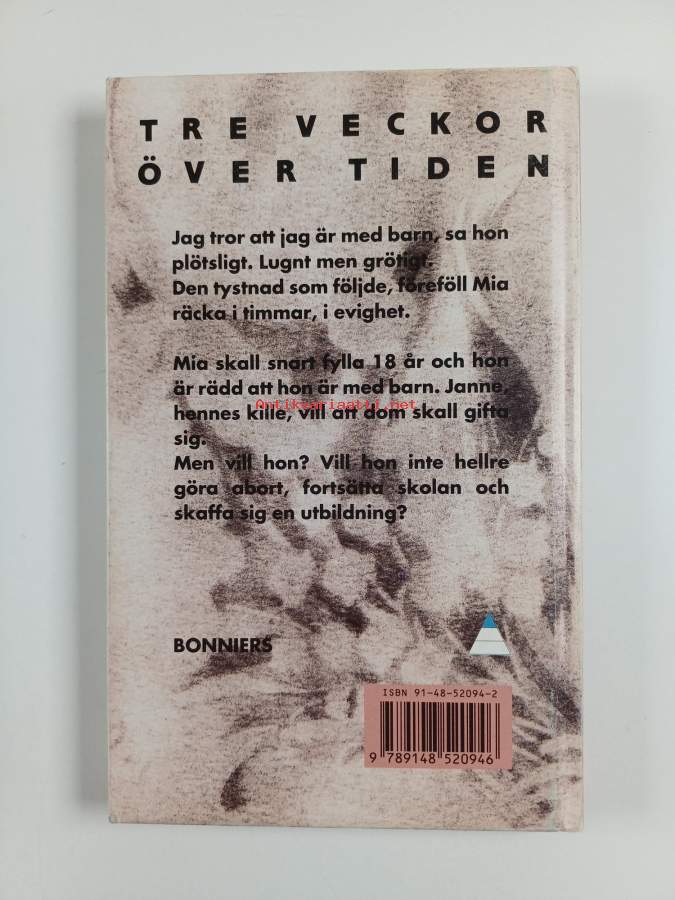 TRE VECKOR
ÖVER TIDEN
Jag tror att jag är med barn, sa hon
plötsligt. Lugnt men grötigt.
Den tystnad som följde, föreföll Mia
räcka i timmar, i evighet.
Mia skall snart fylla 18 år och hon
är rädd att hon är med barn. Janne,
Antikvariaatti.net
hennes kille, vill att dom skall gifta
sig.
Men vill hon? Vill hon inte hellre
göra abort, fortsätta skolan och
skaffa sig en utbildning?
BONNIERS
ISBN 91-48-52094-2
9 789148 520946